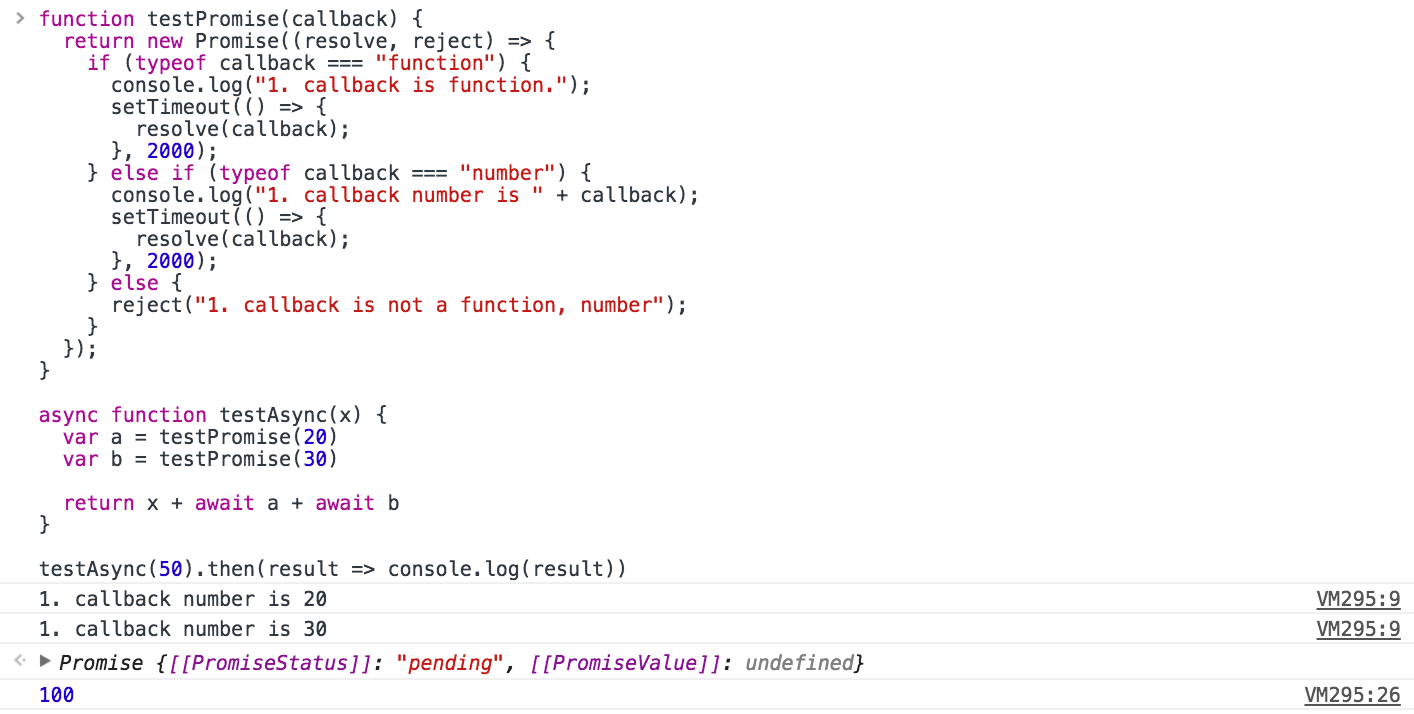 function testPromise(callback) {
  return new Promise((resolve, reject) => {
    if (typeof callback === "function") {
      console.log("1. callback is function.");
      setTimeout(() => {
        resolve(callback);
      }, 2000);
    } else if (typeof callback === "number") {
      console.log("1. callback number is " + callback);
      setTimeout(() => {
        resolve(callback);
      }, 2000);
    } else {
      reject("1. callback is not a function, number");
    }
  });
}

async function testAsync(x) {
  var a = testPromise(20)
  var b = testPromise(30)

  return x + await a + await b
}

testAsync(50).then(result => console.log(result))
1. callback number is 20 VM295:9
1. callback number is 30 VM295:9
Promise {[[PromiseStatus]]: "pending", [[PromiseValue]]: undefined}
100 VM295:26